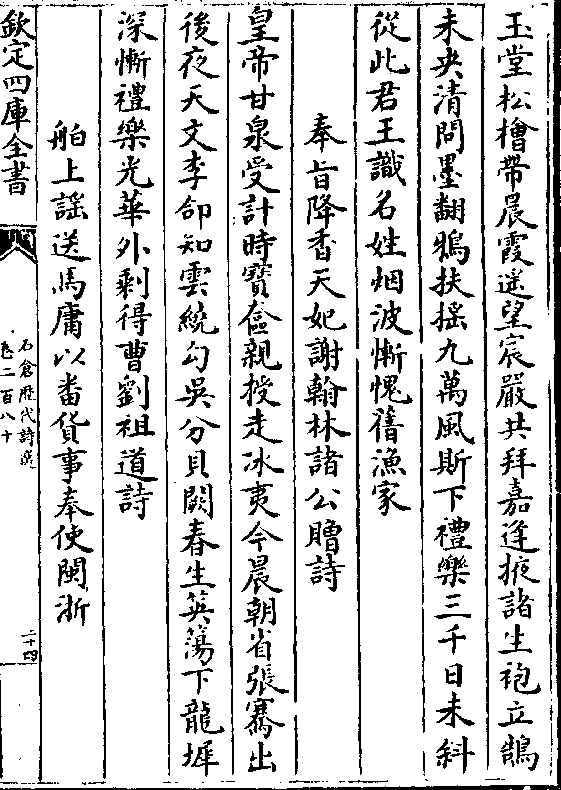 玉堂松檜帶晨霞遥望宸嚴共拜嘉逢掖諸生袍立鵠
未央清問墨翻鴉扶摇九萬風斯下禮樂三千日未斜
從此君王識名姓烟波慚愧舊漁家
奉旨降香天妃謝翰林諸公贈詩
皇帝甘泉受計時寶奩親授走冰夷今晨朝省張騫出
後夜天文李郃知雲繞勾吳分貝闕春生筼簜下龍墀
深慚禮樂光華外剩得曹劉祖道詩
舶上謡送馬庸以番貨事奉使閩浙
欽定四庫全書
石倉歷代詩選
卷二百八十
二十四